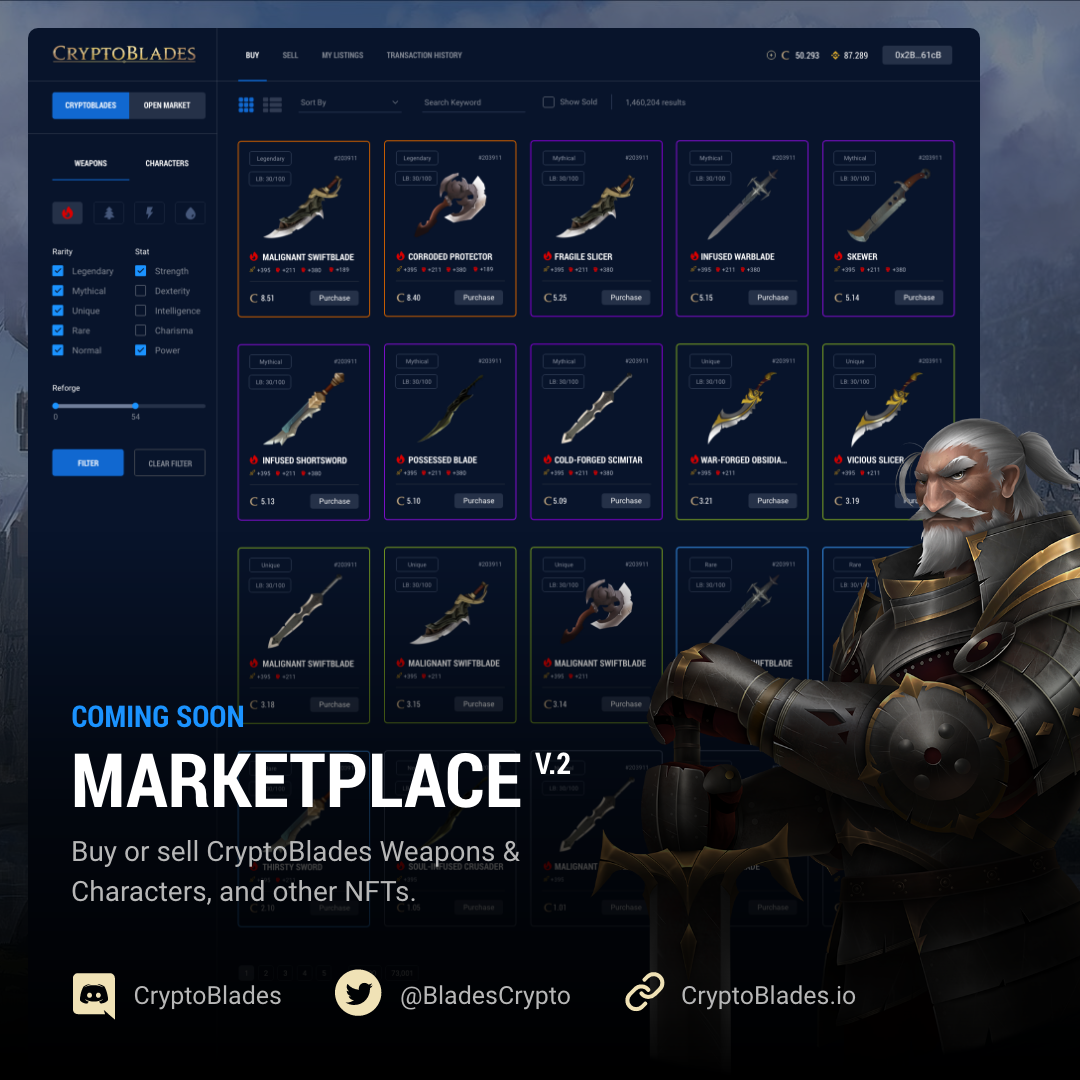 CRYPTOBLADES
BUY SELL MY LISTINGS TRANSACTION HISTORY
50.293 87.289 0x2B...61cB
CRYPTOBLADES OPEN MARKET
Sort By Search Keyword Show Sold 1,460,204 results
WEAPONS CHARACTERS
Rarity Stat
Legendary Strength
Mythical Dexterity
Unique Intelligence
Rare Charisma
Normal Power
Reforge
0 54
FILTER CLEAR FILTER
Legendary #203911
LB: 30/100
MALIGNANT SWIFTBLADE
+395 +211 +380 +189
8.51 Purchase
Legendary #203911
LB: 30/100
CORRODED PROTECTOR
+395 +211 +380 +189
8.40 Purchase
Mythical #203911
LB: 30/100
FRAGILE SLICER
+395 +211 +380
5.25 Purchase
Mythical #203911
LB: 30/100
INFUSED WARBLADE
+395 +211 +380
5.15 Purchase
Mythical #203911
LB: 30/100
SKEWER
+395 +211 +380
5.14 Purchase
Mythical #203911
LB: 30/100
INFUSED SHORTSWORD
+395 +211 +380
5.13 Purchase
Mythical #203911
LB: 30/100
POSSESSED BLADE
+395 +211 +380
5.10 Purchase
Mythical #203911
LB: 30/100
COLD-FORGED SCIMITAR
+395 +211 +380
5.09 Purchase
Unique #203911
LB: 30/100
WAR-FORGED OBSIDIA...
+395 +211
3.21 Purchase
Unique #203911
LB: 30/100
VICIOUS SLICER
+395 +211
3.19
Unique #203911
LB: 30/100
MALIGNANT SWIFTBLADE
+395 +211
3.18 Purchase
Unique #203911
LB: 30/100
MALIGNANT SWIFTBLADE
+395 +211
3.15 Purchase
Unique #203911
LB: 30/100
MALIGNANT SWIFTBLADE
+395 +211
3.14 Purchase
Rare #203911
LB: 30/100
Rare #203911
LB: 30/1
COMING SOON
MARKETPLACE V.2
Buy or sell CryptoBlades Weapons &
Characters, and other NFTs.
THIRSTY SWORD
3.10 Purchase
SOUL-INFUSED CRUSADER
1.05 Purchase
MALIGNANT
1.01 Purchase
Purchase
1 2 3 4 5
CryptoBlades @BladesCrypto CryptoBlades.io